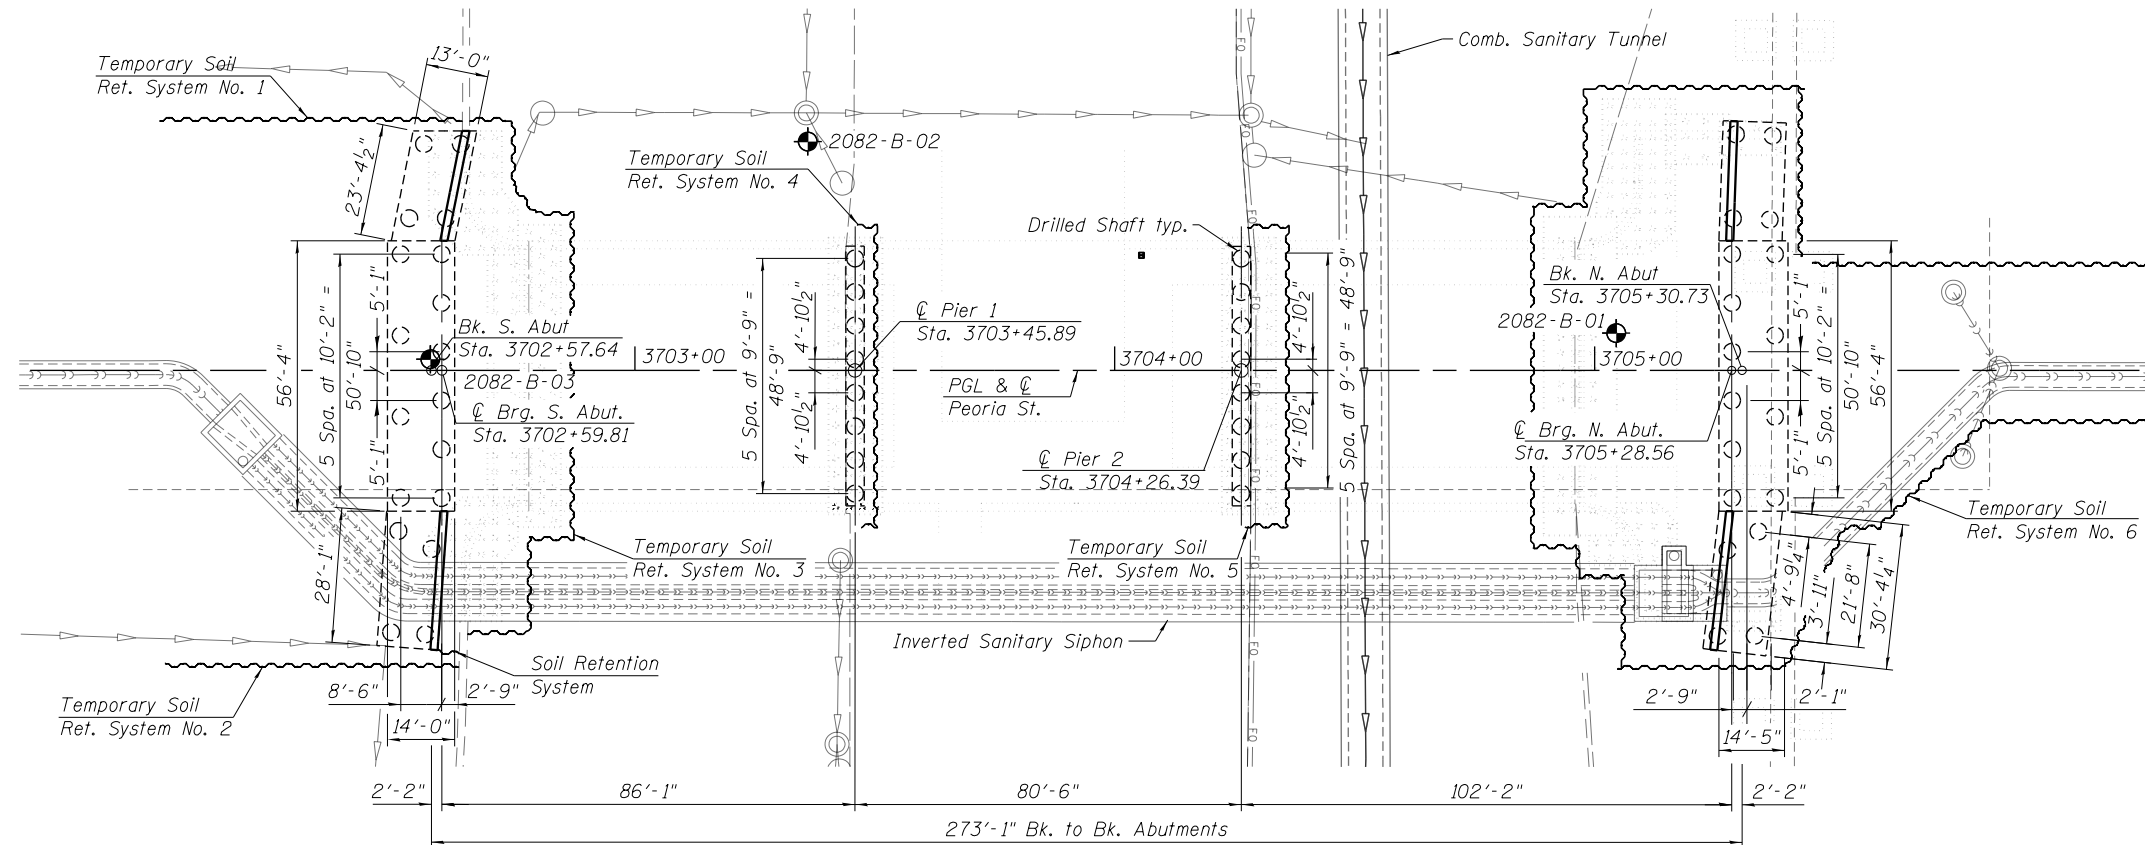 Temporary Soil
Ret. System No. 1
13'-0"
23'-4½"
2082-B-02
Temporary Soil
Ret. System No. 4
Comb. Sanitary Tunnel
Drilled Shaft typ.
FO
FO
FO
FO
FO
FO
FO
FO
56'-4"
5 Spa. at 10'-2" =
50'-10"
5'-1"
5'-1"
Bk. S. Abut
Sta. 3702+57.64
2082-B-03
℄ Brg. S. Abut.
Sta. 3702+59.81
3703+00
5 Spa. at 9'-9" =
48'-9"
4'-10½"
4'-10½"
℄ Pier 1
Sta. 3703+45.89
PGL & ℄
Peoria St.
3704+00
℄ Pier 2
Sta. 3704+26.39
4'-10½"
4'-10½"
5 Spa. at 9'-9" = 48'-9"
Bk. N. Abut
Sta. 3705+30.73
2082-B-01
3705+00
℄ Brg. N. Abut.
Sta. 3705+28.56
5'-1"
5'-1"
5 Spa. at 10'-2" =
50'-10"
56'-4"
Temporary Soil
Ret. System No. 6
28'-1"
Temporary Soil
Ret. System No. 3
Temporary Soil
Ret. System No. 5
4'-9¼"
3'-11"
21'-8"
30'-4¼"
Inverted Sanitary Siphon
Soil Retention
System
Temporary Soil
Ret. System No. 2
8'-6"
2'-9"
14'-0"
2'-9"
2'-1"
14'-5"
2'-2"
86'-1"
80'-6"
102'-2"
2'-2"
273'-1" Bk. to Bk. Abutments